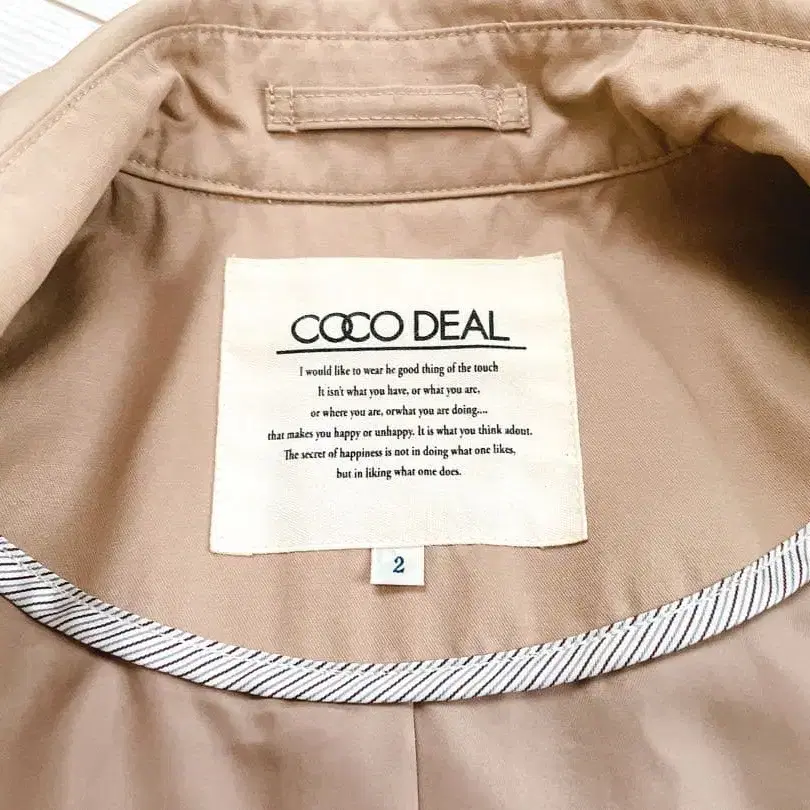 COCO DEAL
I would like to wear he good thing of the touch
It isn't what you have, or what you are,
or where you are, orwhat you are doing....
that makes you happy or unhappy. It is what you think adout.
The secret of happiness is not in doing what one likes,
but in liking what ome does.
2